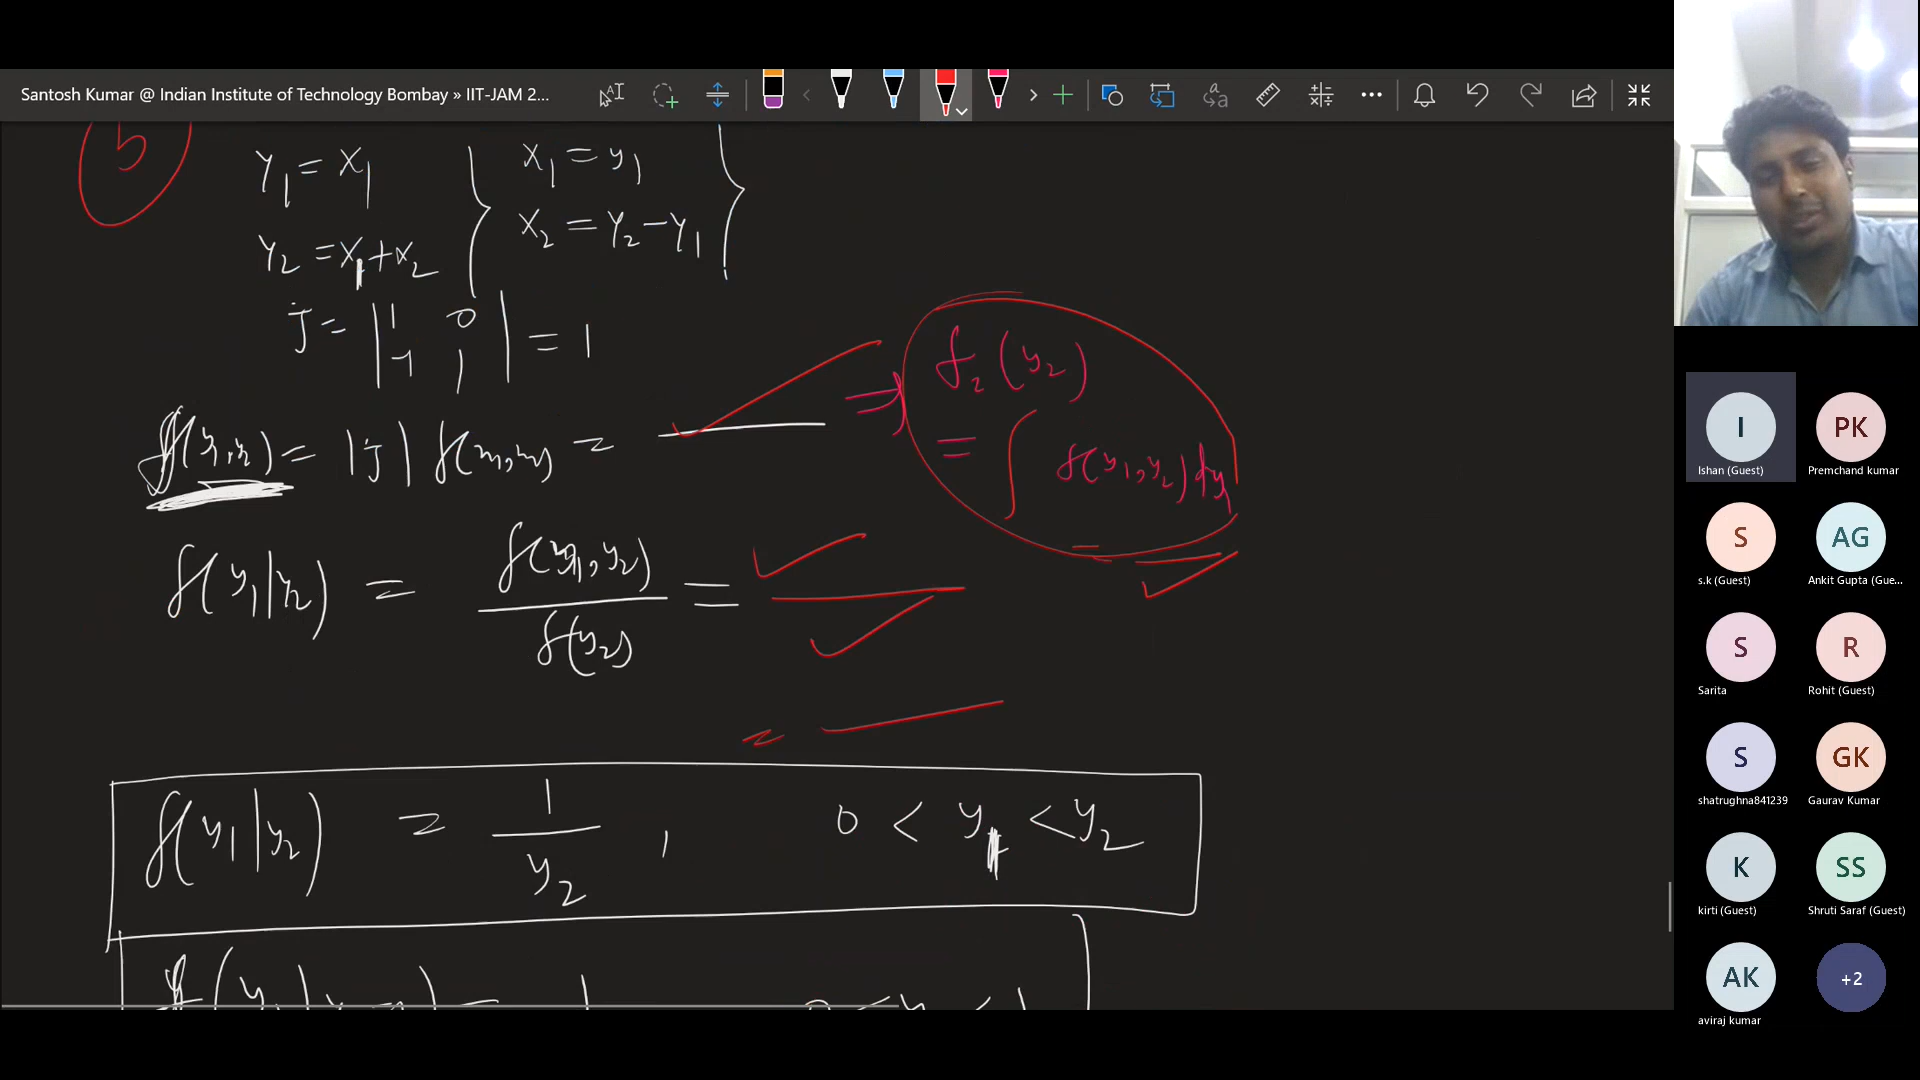 Santosh Kumar @ Indian Institute of Technology Bombay » IIT-JAM 2...
5
Y1 = X1
X1 = y1
Y2 = X1 + X2
X2 = Y2 - Y1
J = | 1 0 |
| -1 1 | = 1
f(y1, y2) = |J| f(x1, x2) =
⇒ f2(y2)
= ∫ f(y1, y2) dy1
f(y1|y2) = f(y1, y2) / f(y2) =
=
f(y1|y2) = 1/y2 , 0 < y1 < y2
I
Ishan (Guest)
PK
Premchand kumar
S
s.k (Guest)
AG
Ankit Gupta (Gue...
S
Sarita
R
Rohit (Guest)
S
shatrughna841239
GK
Gaurav Kumar
K
kirti (Guest)
SS
Shruti Saraf (Guest)
AK
aviraj kumar
+2